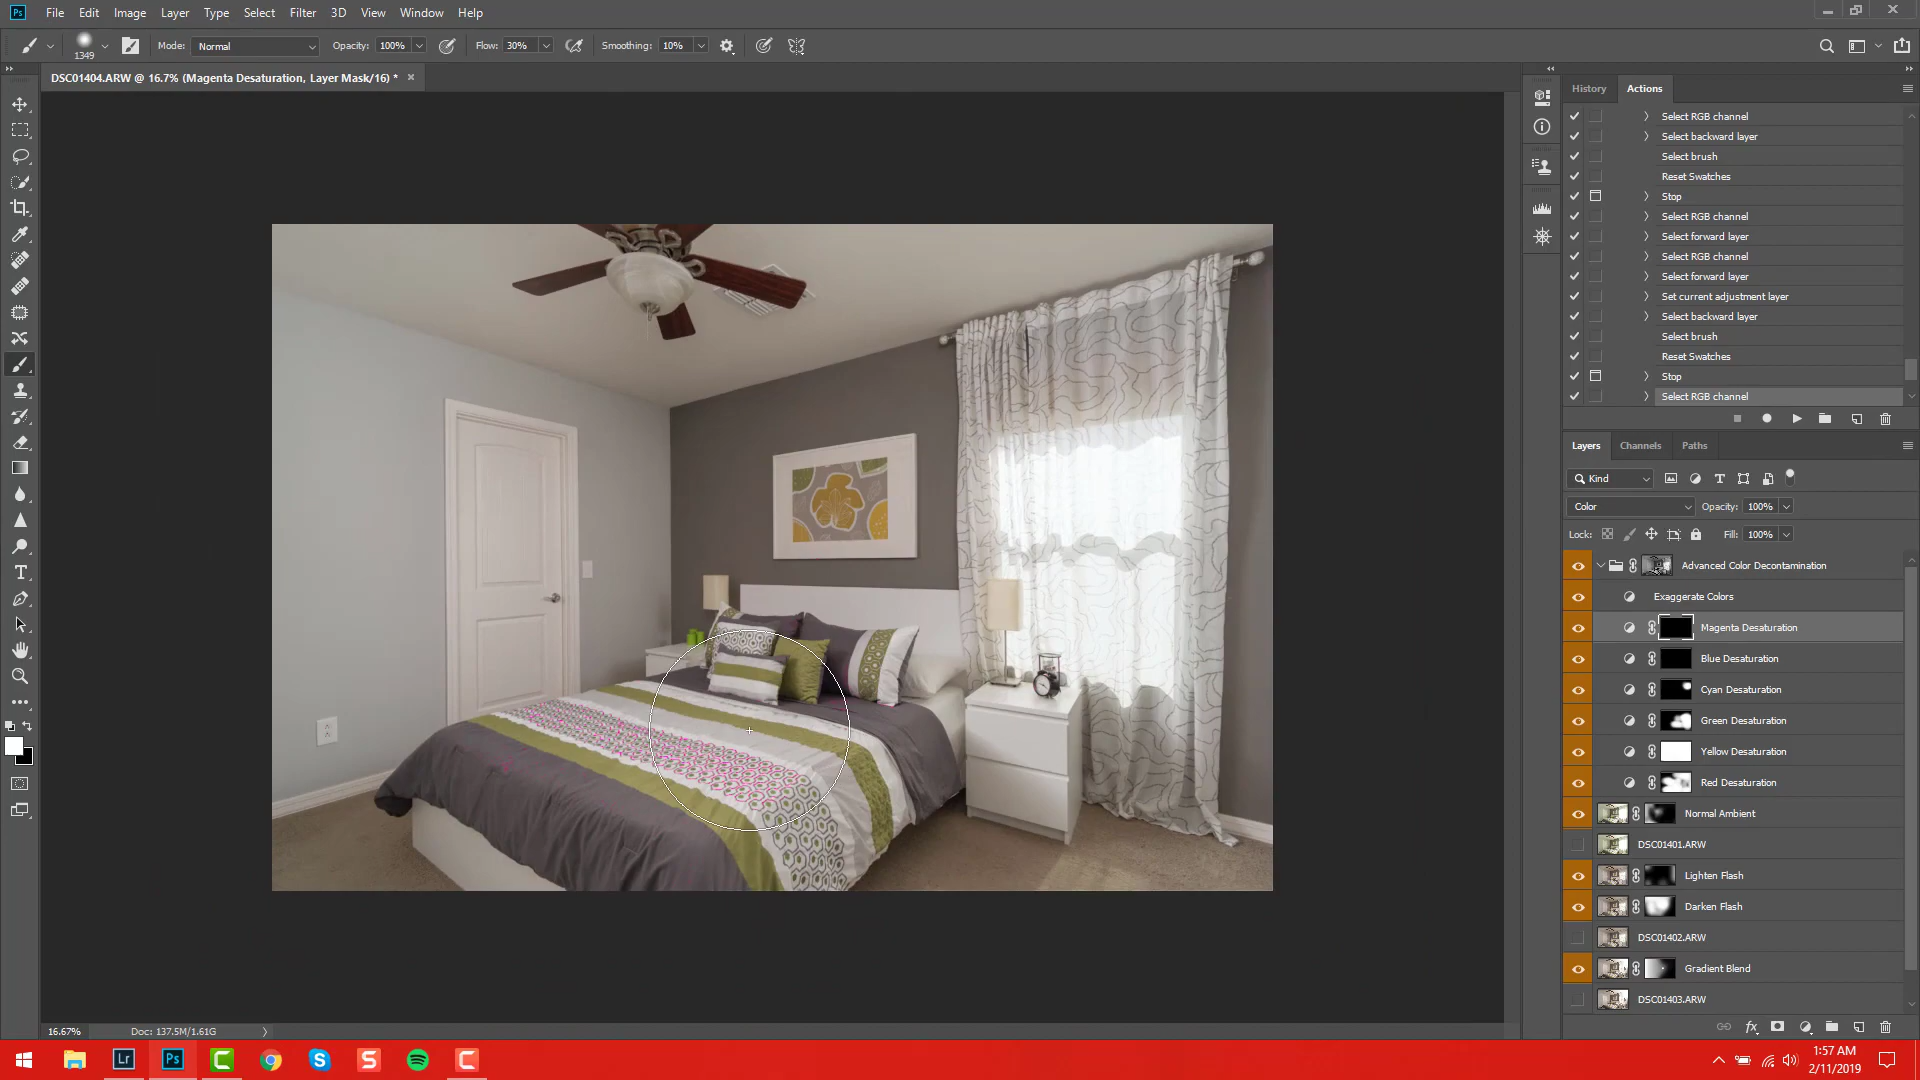 Ps File Edit Image Layer Type Select Filter 3D View Window Help
1349 Mode: Normal Opacity: 100% Flow: 30% Smoothing: 10%
DSC01404.ARW @ 16.7% (Magenta Desaturation, Layer Mask/16) * ×
History Actions
Select RGB channel
Select backward layer
Select brush
Reset Swatches
Stop
Select RGB channel
Select forward layer
Select RGB channel
Select forward layer
Set current adjustment layer
Select backward layer
Select brush
Reset Swatches
Stop
Select RGB channel
Layers Channels Paths
Kind
Color Opacity: 100%
Lock: Fill: 100%
Advanced Color Decontamination
Exaggerate Colors
Magenta Desaturation
Blue Desaturation
Cyan Desaturation
Green Desaturation
Yellow Desaturation
Red Desaturation
Normal Ambient
DSC01401.ARW
Lighten Flash
Darken Flash
DSC01402.ARW
Gradient Blend
DSC01403.ARW
16.67% Doc: 137.5M/1.61G
Lr Ps C S S C
1:57 AM
2/11/2019